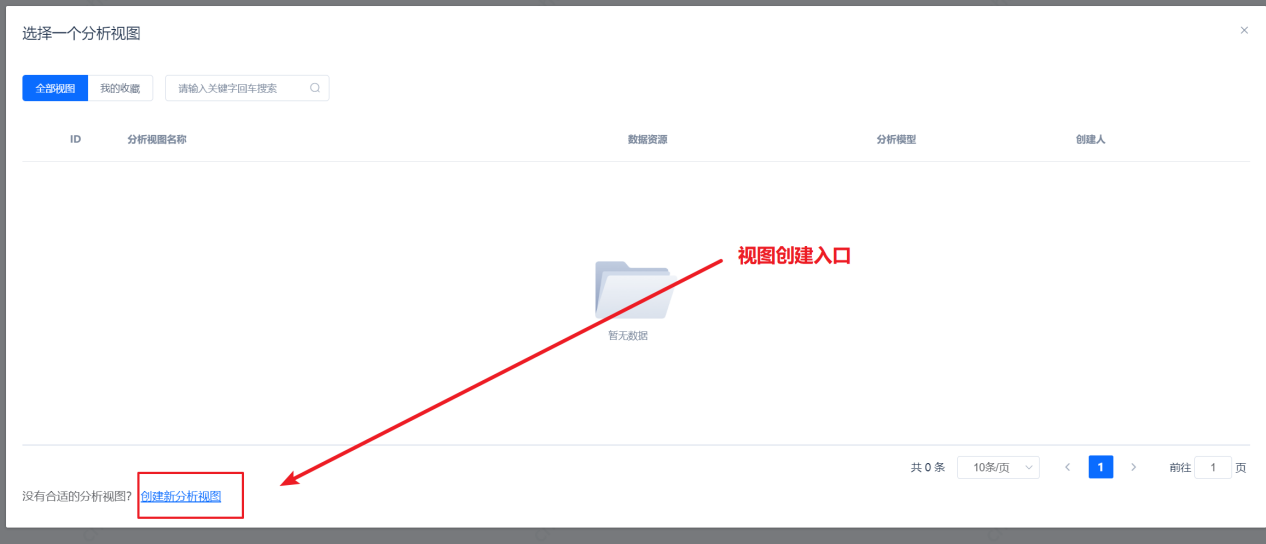 选择一个分析视图
全部视图 我的收藏 请输入关键字回车搜索
ID 分析视图名称 数据资源 分析模型 创建人
视图创建入口
暂无数据
共 0 条 10条/页 1 前往 1 页
没有合适的分析视图? 创建新分析视图